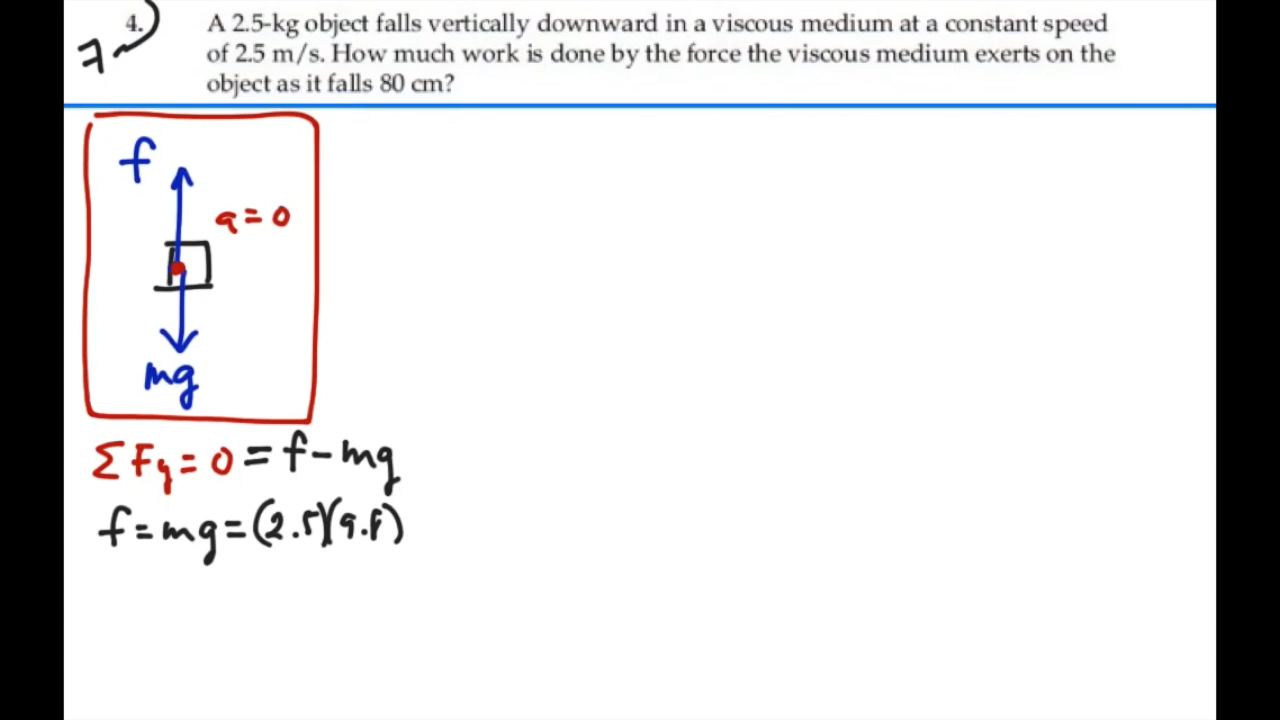 4.
7
A 2.5-kg object falls vertically downward in a viscous medium at a constant speed
of 2.5 m/s. How much work is done by the force the viscous medium exerts on the
object as it falls 80 cm?
f
a = 0
mg
ΣFy = 0 = f - mg
f = mg = (2.5)(9.8)